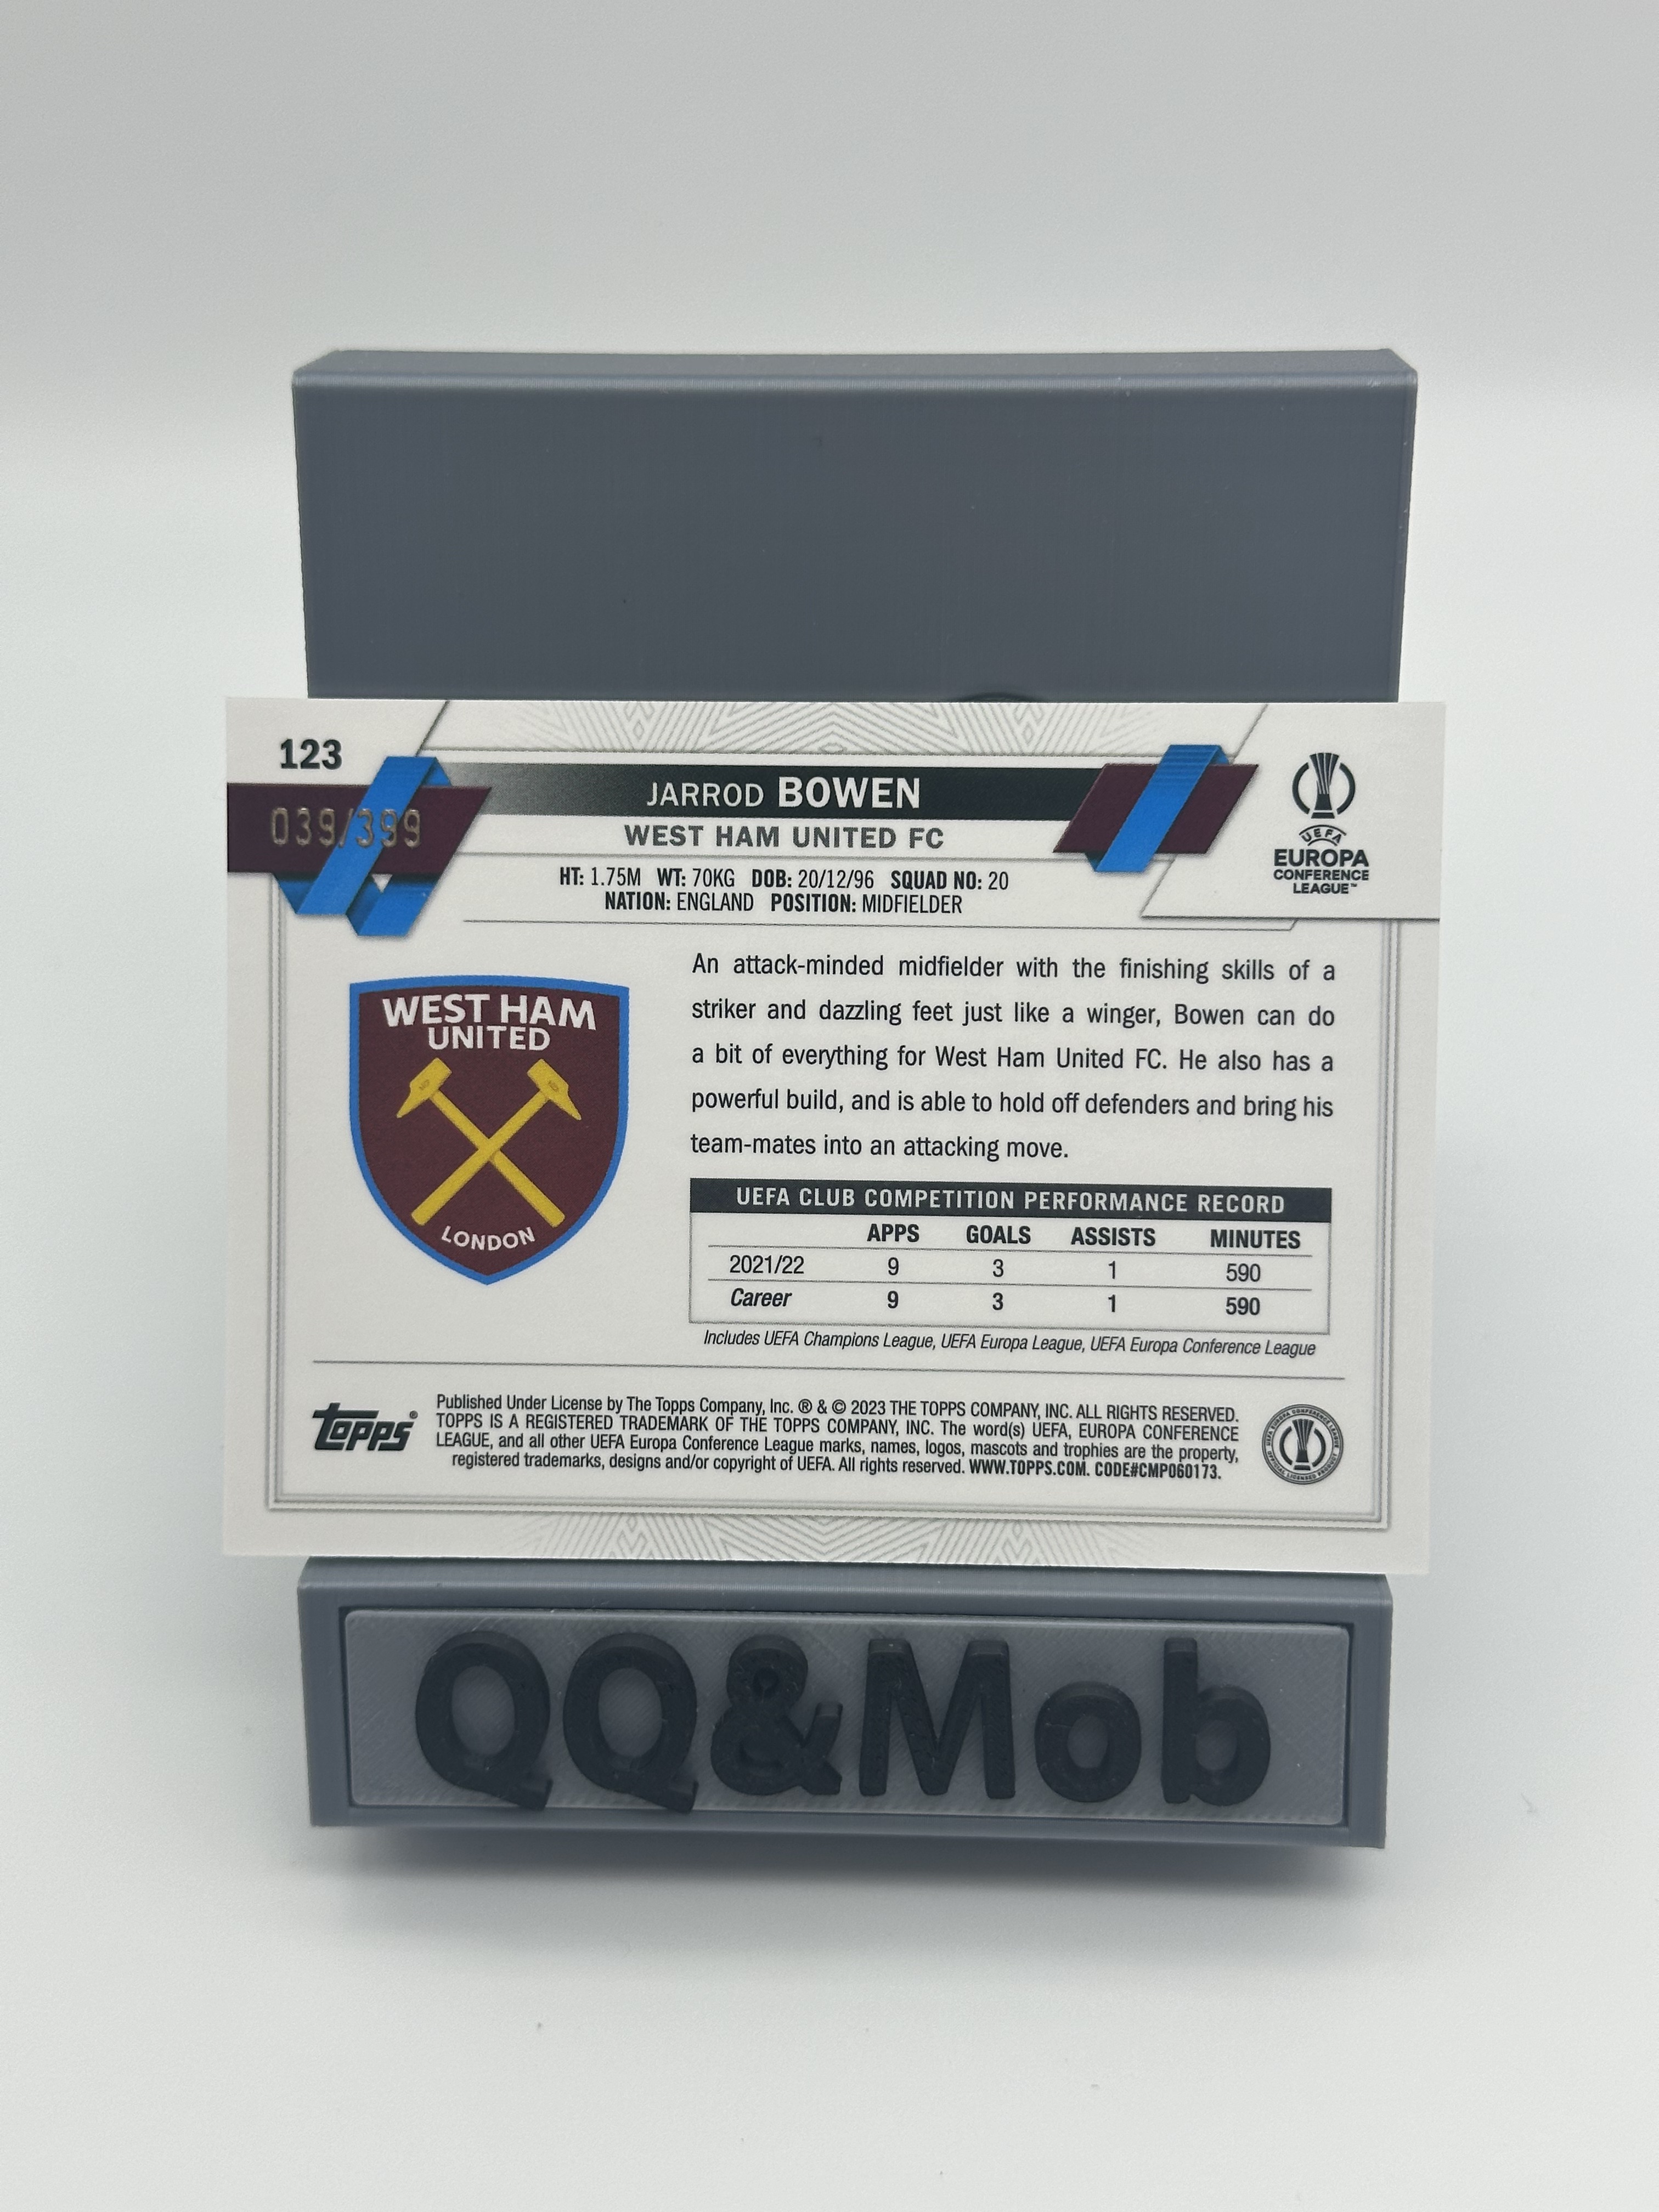 123
039/399
JARROD BOWEN
WEST HAM UNITED FC
HT: 1.75M WT: 70KG DOB: 20/12/96 SQUAD NO: 20
NATION: ENGLAND POSITION: MIDFIELDER
UEFA
EUROPA
CONFERENCE
LEAGUE™
WEST HAM
UNITED
LONDON
An attack-minded midfielder with the finishing skills of a
striker and dazzling feet just like a winger, Bowen can do
a bit of everything for West Ham United FC. He also has a
powerful build, and is able to hold off defenders and bring his
team-mates into an attacking move.
UEFA CLUB COMPETITION PERFORMANCE RECORD
APPS GOALS ASSISTS MINUTES
2021/22 9 3 1 590
Career 9 3 1 590
Includes UEFA Champions League, UEFA Europa League, UEFA Europa Conference League
topps®
Published Under License by The Topps Company, Inc. ® & © 2023 THE TOPPS COMPANY, INC. ALL RIGHTS RESERVED.
TOPPS IS A REGISTERED TRADEMARK OF THE TOPPS COMPANY, INC. The word(s) UEFA, EUROPA CONFERENCE
LEAGUE, and all other UEFA Europa Conference League marks, names, logos, mascots and trophies are the property,
registered trademarks, designs and/or copyright of UEFA. All rights reserved. WWW.TOPPS.COM. CODE#CMP060173.
QQ&Mob